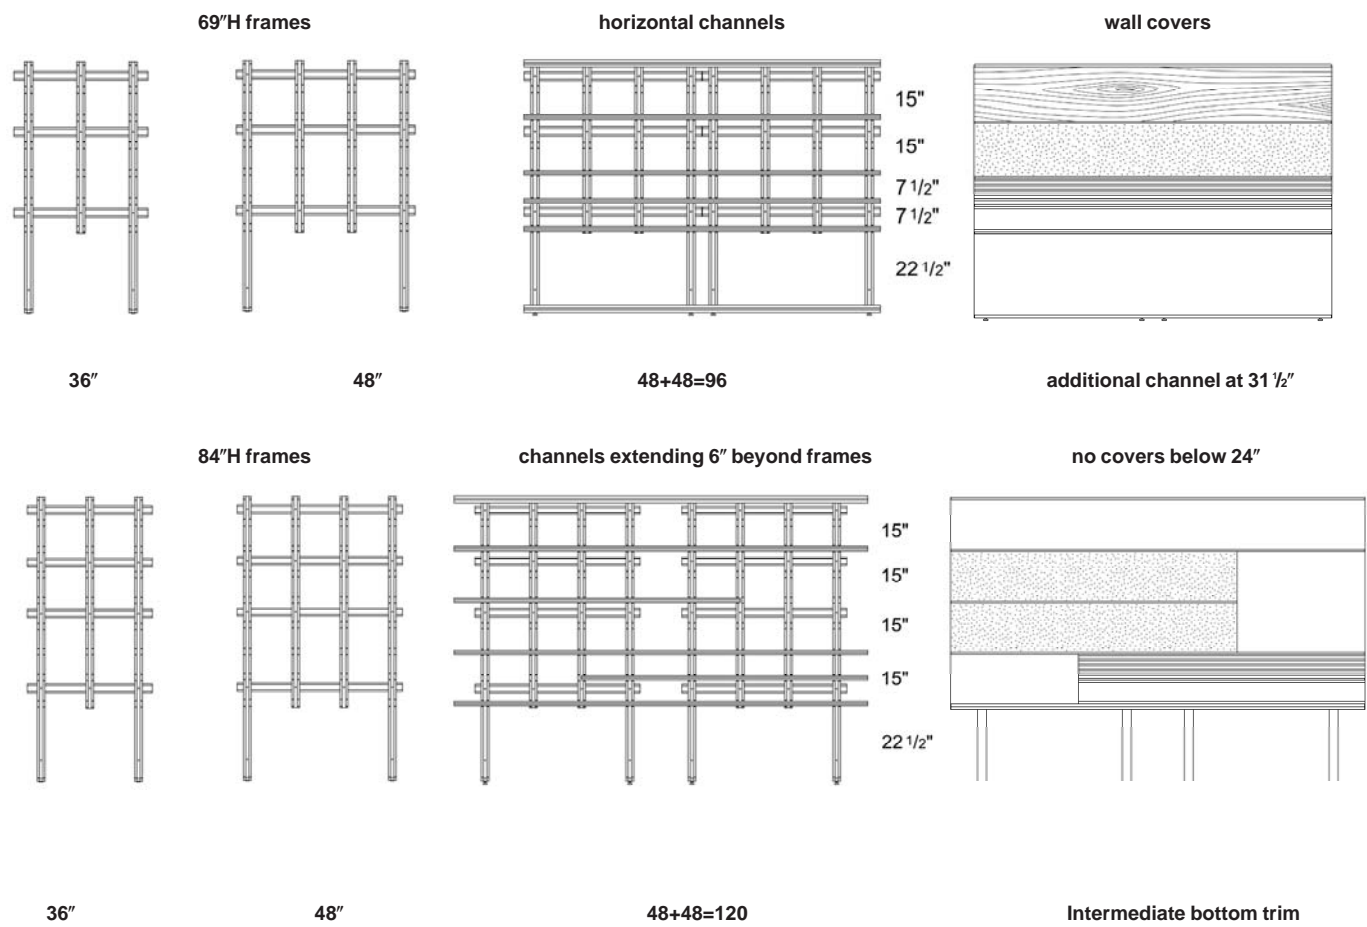 69″H frames
horizontal channels
wall covers
15"
15"
7 1/2"
7 1/2"
22 1/2"
36″
48″
48+48=96
additional channel at 31 ½″
84″H frames
channels extending 6″ beyond frames
no covers below 24″
15"
15"
15"
15"
22 1/2"
36″
48″
48+48=120
Intermediate bottom trim